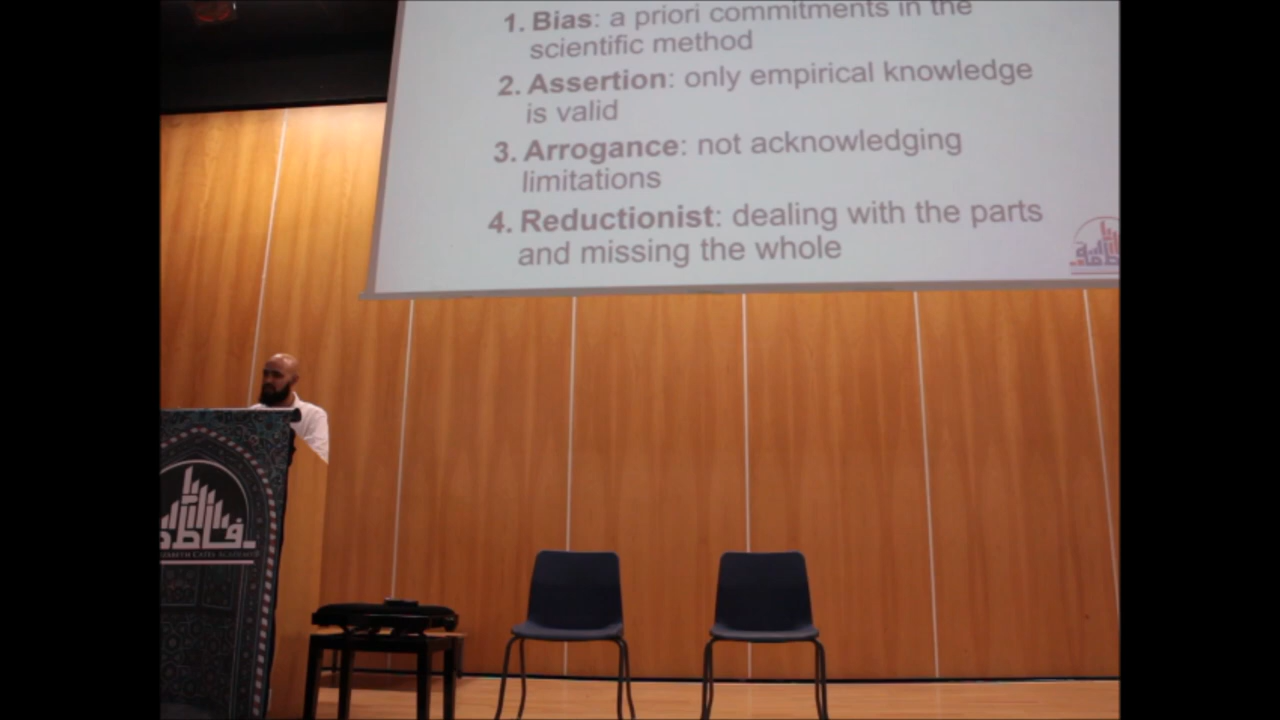 1. Bias: a priori commitments in the
scientific method
2. Assertion: only empirical knowledge
is valid
3. Arrogance: not acknowledging
limitations
4. Reductionist: dealing with the parts
and missing the whole